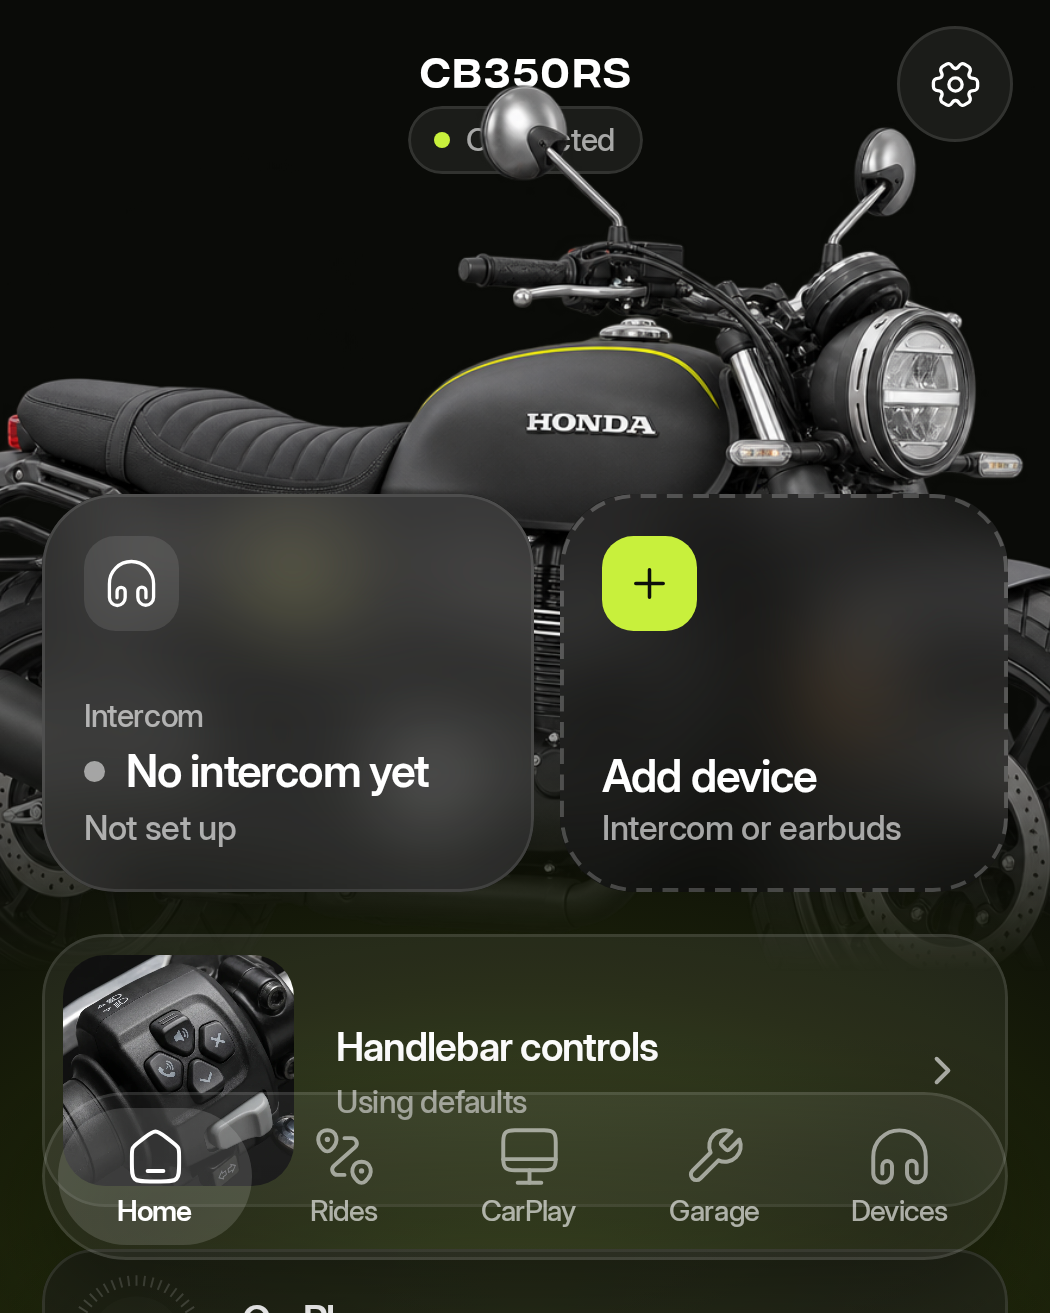 CB350RS
HONDA
Intercom
No intercom yet
Not set up
Add device
Intercom or earbuds
Handlebar controls
Using defaults
Home
Rides
CarPlay
Garage
Devices